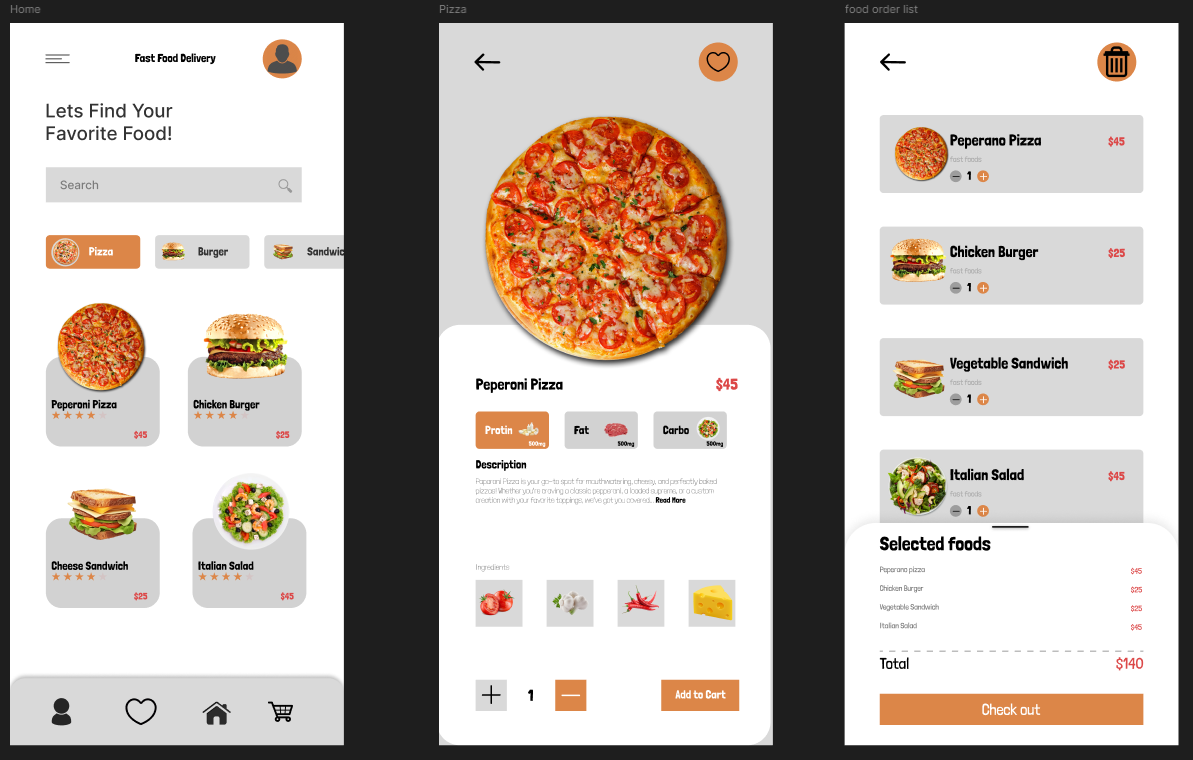 Home
Fast Food Delivery
Lets Find Your
Favorite Food!
Search
Pizza
Burger
Sandwic
Peperoni Pizza
$45
Chicken Burger
$25
Cheese Sandwich
$25
Italian Salad
$45
Pizza
Peperoni Pizza
$45
Protin
500mg
Fat
500mg
Carbo
500mg
Description
Paparani Pizza is your go-to spot for mouthwatering, cheesy, and perfectly baked
pizzas! Whether you're craving a classic pepperoni, a loaded supreme, or a custom
creation with your favorite toppings, we've got you covered... Read More
Ingredients
1
Add to Cart
food order list
Peperano Pizza
$45
fast foods
1
Chicken Burger
$25
fast foods
1
Vegetable Sandwich
$25
fast foods
1
Italian Salad
$45
fast foods
1
Selected foods
Peperano pizza
$45
Chicken Burger
$25
Vegetable Sandwich
$25
Italian Salad
$45
Total
$140
Check out